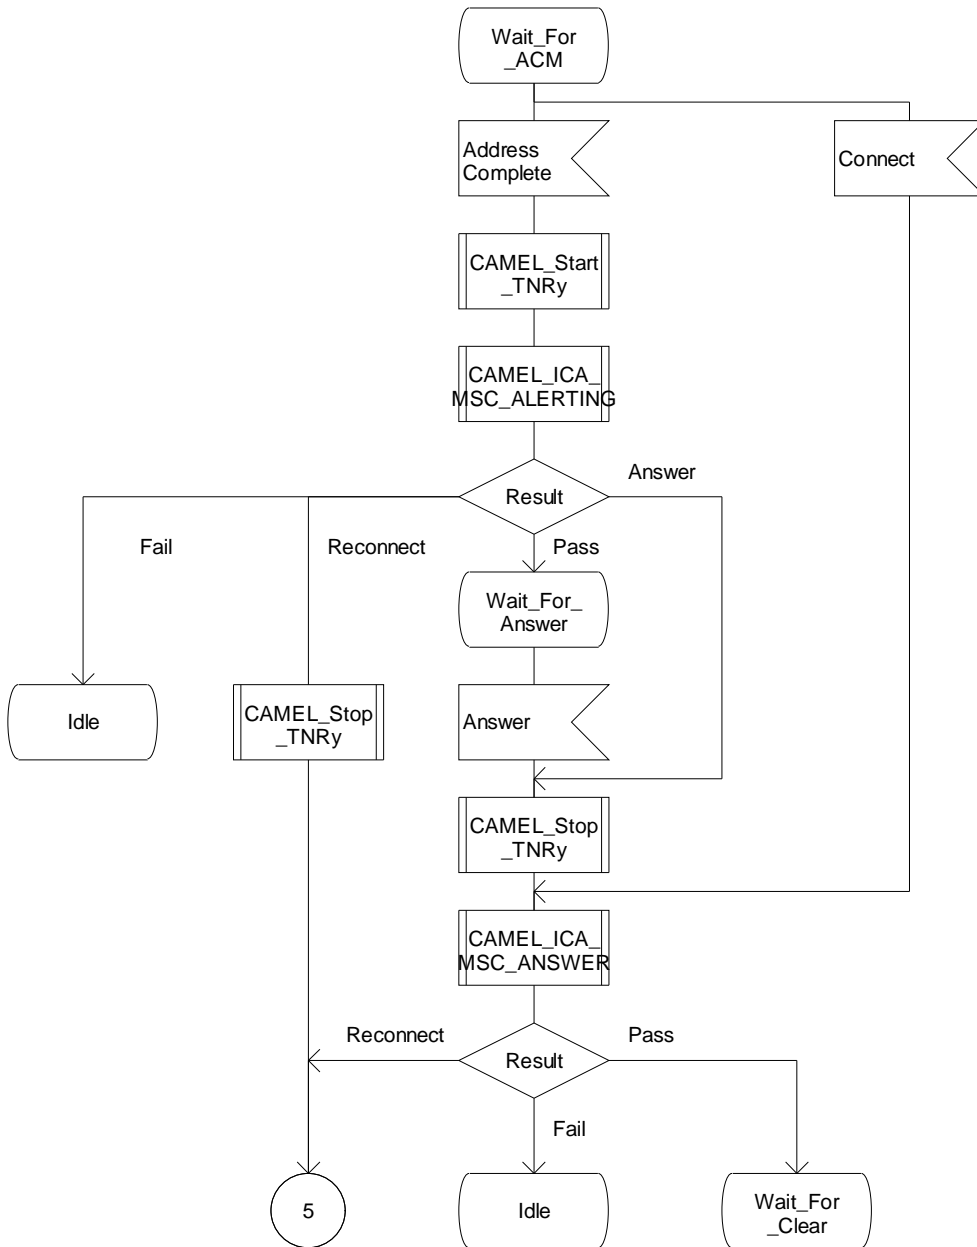 Wait_For
_ACM
Address
Complete
Connect
CAMEL_Start
_TNRy
CAMEL_ICA_
MSC_ALERTING
Answer
Result
Fail
Reconnect
Pass
Wait_For_
Answer
Idle
CAMEL_Stop
_TNRy
Answer
CAMEL_Stop
_TNRy
CAMEL_ICA_
MSC_ANSWER
Reconnect
Pass
Result
Fail
5
Idle
Wait_For
_Clear